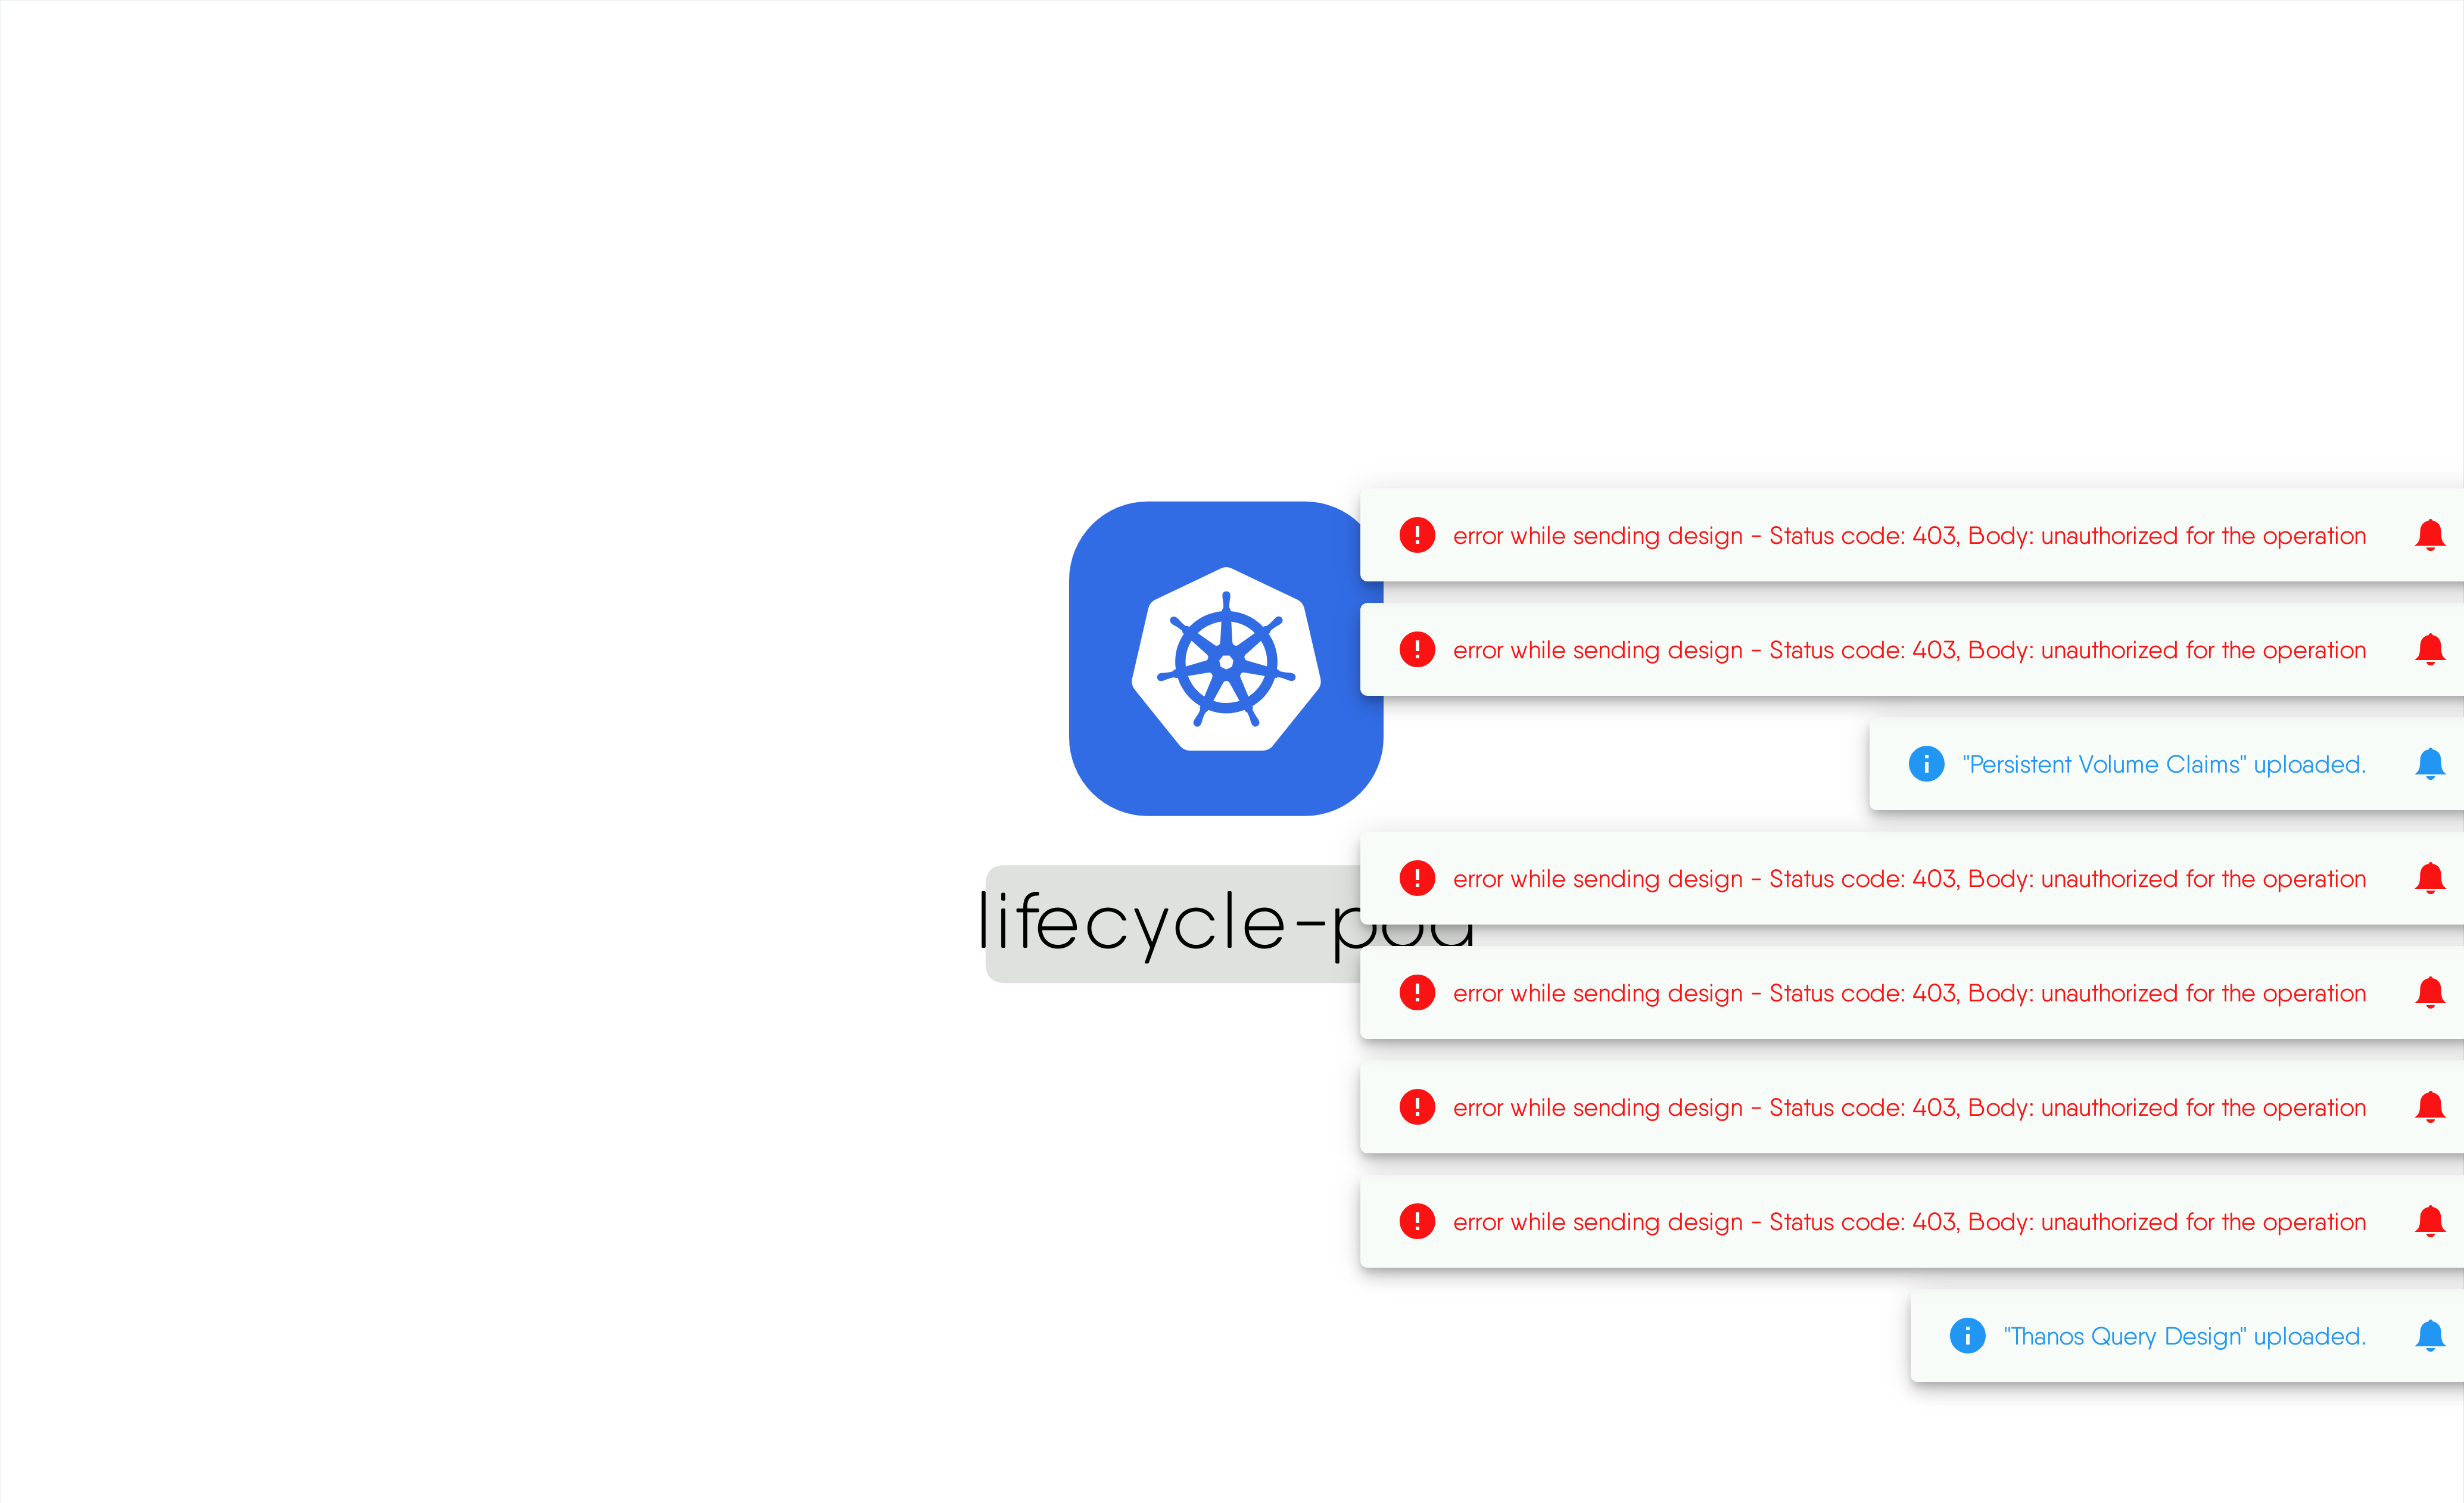 error while sending design - Status code: 403, Body: unauthorized for the operation
error while sending design - Status code: 403, Body: unauthorized for the operation
"Persistent Volume Claims" uploaded.
error while sending design - Status code: 403, Body: unauthorized for the operation
lifecycle-pod
error while sending design - Status code: 403, Body: unauthorized for the operation
error while sending design - Status code: 403, Body: unauthorized for the operation
error while sending design - Status code: 403, Body: unauthorized for the operation
"Thanos Query Design" uploaded.